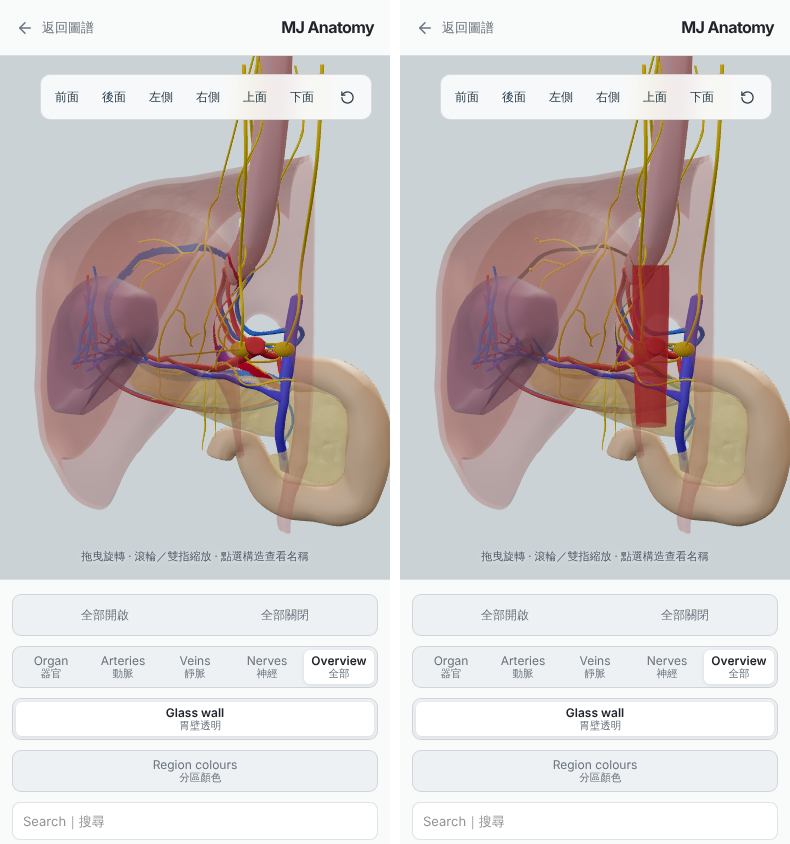 返回圖譜 MJ Anatomy
前面 後面 左側 右側 上面 下面
拖曳旋轉 · 滾輪／雙指縮放 · 點選構造查看名稱
全部開啟 全部關閉
Organ Arteries Veins Nerves Overview
器官 動脈 靜脈 神經 全部
Glass wall
胃壁透明
Region colours
分區顏色
Search｜搜尋
返回圖譜 MJ Anatomy
前面 後面 左側 右側 上面 下面
拖曳旋轉 · 滾輪／雙指縮放 · 點選構造查看名稱
全部開啟 全部關閉
Organ Arteries Veins Nerves Overview
器官 動脈 靜脈 神經 全部
Glass wall
胃壁透明
Region colours
分區顏色
Search｜搜尋